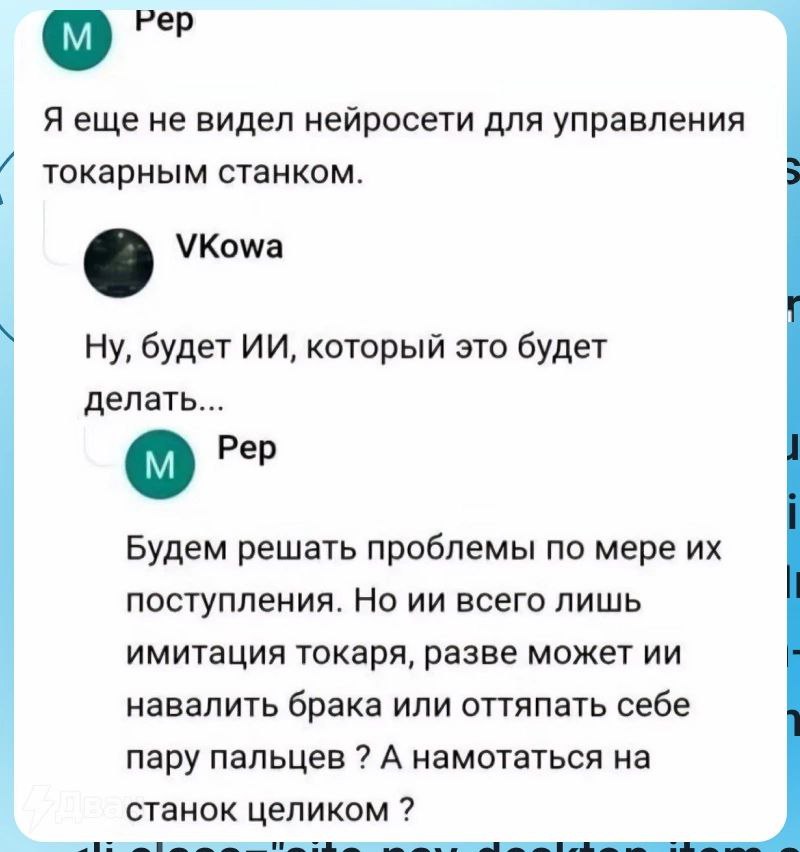 Pep
M
Я еще не видел нейросети для управления
токарным станком.
VKowa
Ну, будет ИИ, который это будет
делать...
Pep
M
Будем решать проблемы по мере их
поступления. Но ии всего лишь
имитация токаря, разве может ии
навалить брака или оттяпать себе
пару пальцев ? А намотаться на
станок целиком ?